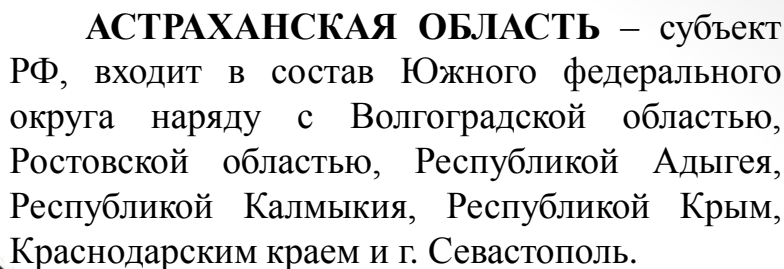 АСТРАХАНСКАЯ ОБЛАСТЬ – субъект
РФ, входит в состав Южного федерального
округа наряду с Волгоградской областью,
Ростовской областью, Республикой Адыгея,
Республикой Калмыкия, Республикой Крым,
Краснодарским краем и г. Севастополь.